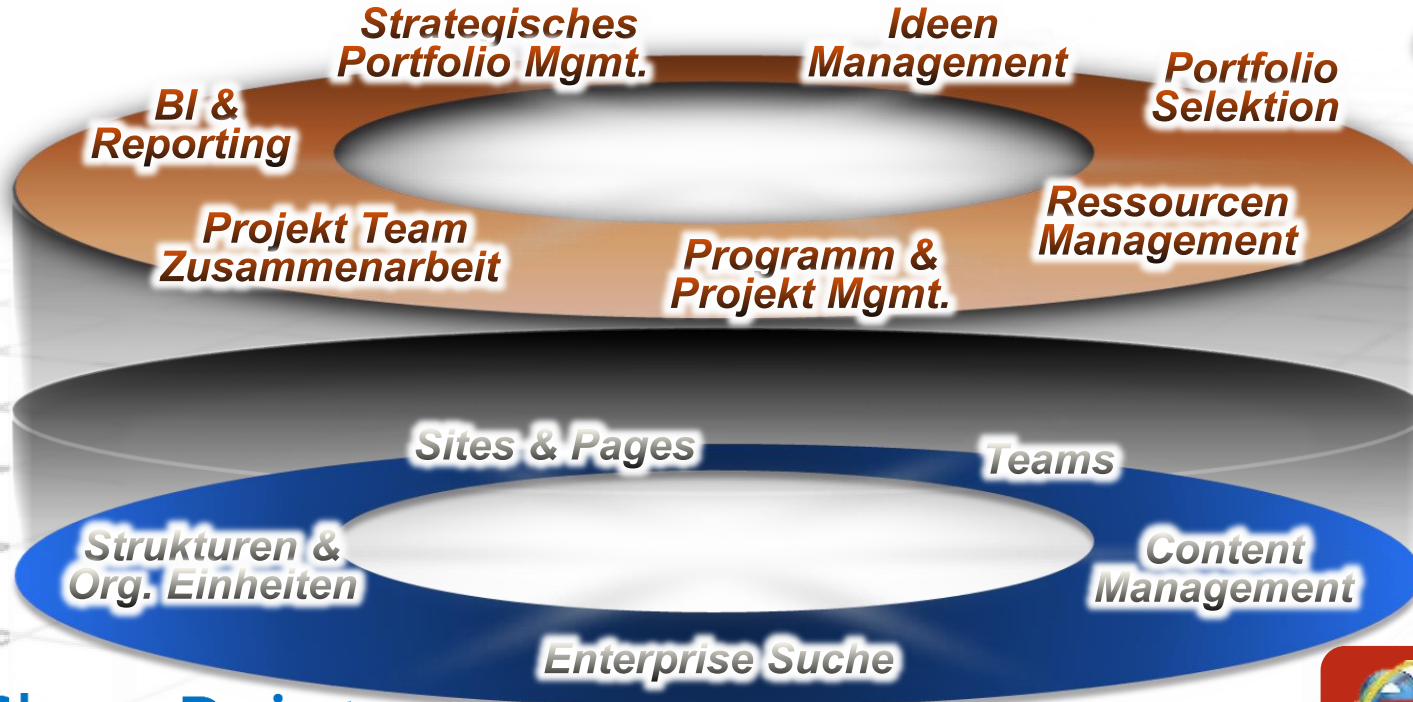 Strategisches
Portfolio Mgmt.
Ideen
Management
Portfolio
Selektion
BI &
Reporting
Ressourcen
Management
Projekt Team
Zusammenarbeit
Programm &
Projekt Mgmt.
Sites & Pages
Teams
Strukturen &
Org. Einheiten
Content
Management
Enterprise Suche